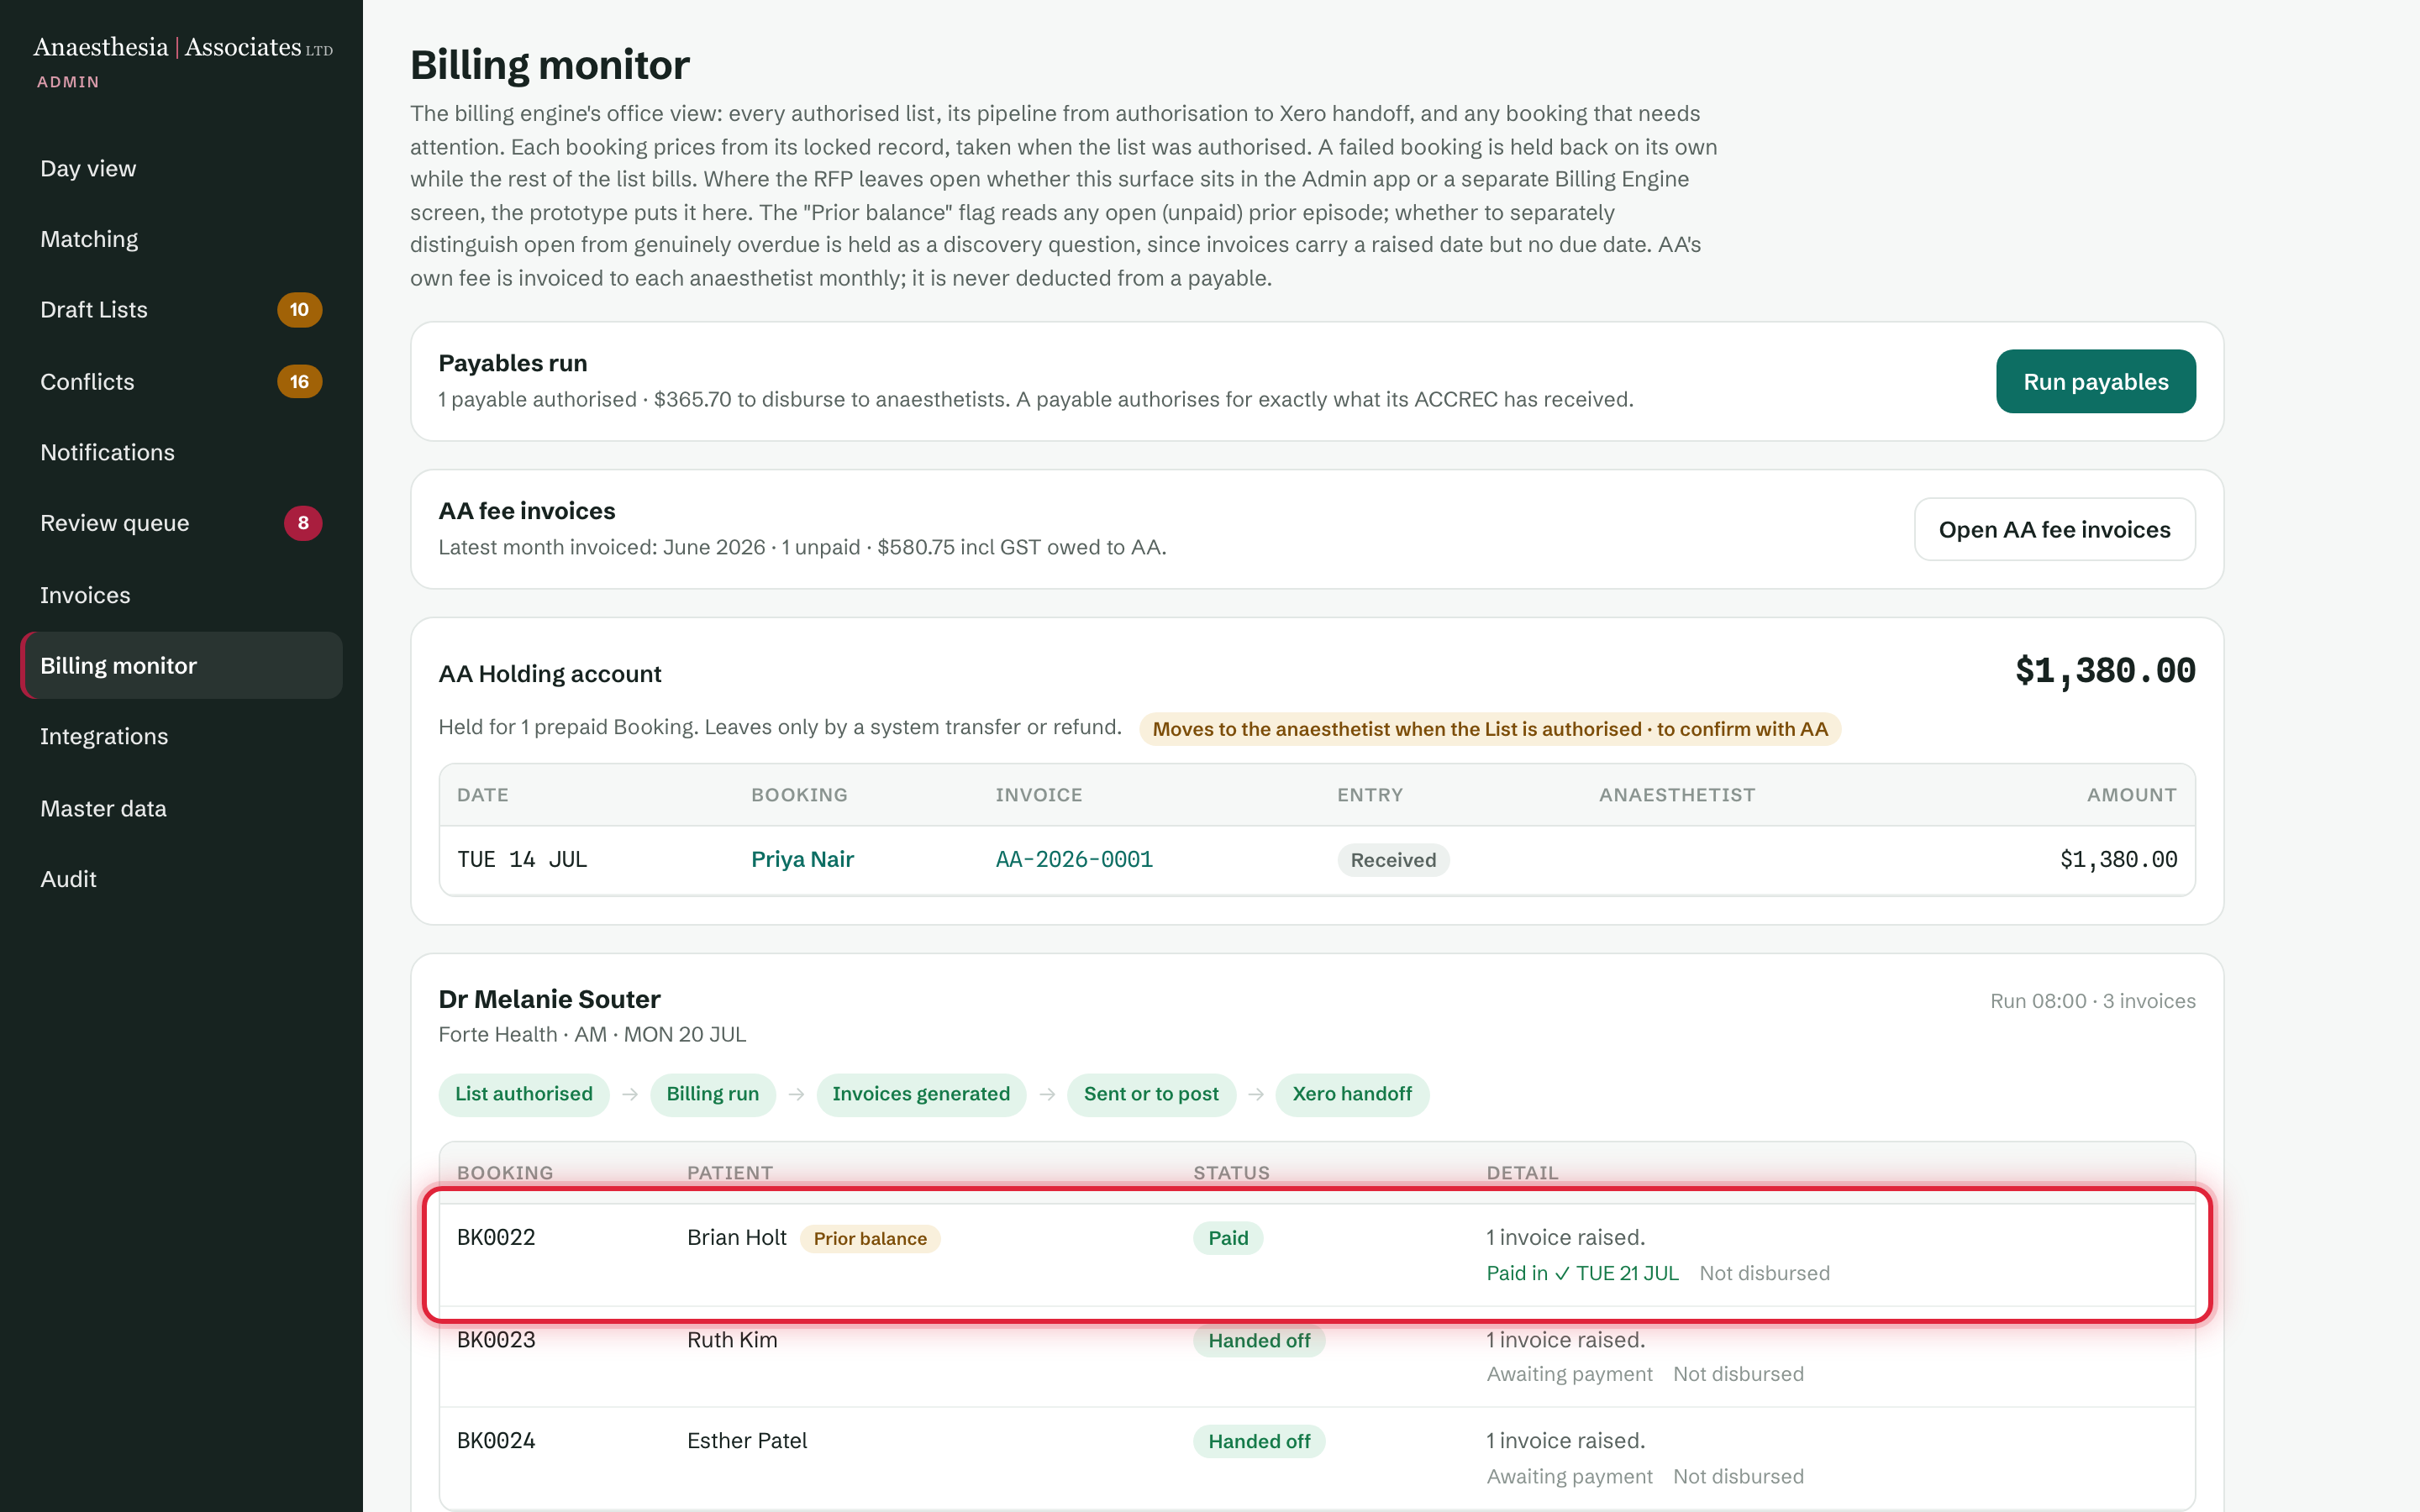 Anaesthesia | Associates LTD
ADMIN
Day view
Matching
Draft Lists 10
Conflicts 16
Notifications
Review queue 8
Invoices
Billing monitor
Integrations
Master data
Audit
Billing monitor
The billing engine's office view: every authorised list, its pipeline from authorisation to Xero handoff, and any booking that needs
attention. Each booking prices from its locked record, taken when the list was authorised. A failed booking is held back on its own
while the rest of the list bills. Where the RFP leaves open whether this surface sits in the Admin app or a separate Billing Engine
screen, the prototype puts it here. The "Prior balance" flag reads any open (unpaid) prior episode; whether to separately
distinguish open from genuinely overdue is held as a discovery question, since invoices carry a raised date but no due date. AA's
own fee is invoiced to each anaesthetist monthly; it is never deducted from a payable.
Payables run
1 payable authorised · $365.70 to disburse to anaesthetists. A payable authorises for exactly what its ACCREC has received.
Run payables
AA fee invoices
Latest month invoiced: June 2026 · 1 unpaid · $580.75 incl GST owed to AA.
Open AA fee invoices
AA Holding account $1,380.00
Held for 1 prepaid Booking. Leaves only by a system transfer or refund. Moves to the anaesthetist when the List is authorised · to confirm with AA
DATE BOOKING INVOICE ENTRY ANAESTHETIST AMOUNT
TUE 14 JUL Priya Nair AA-2026-0001 Received $1,380.00
Dr Melanie Souter Run 08:00 · 3 invoices
Forte Health · AM · MON 20 JUL
List authorised → Billing run → Invoices generated → Sent or to post → Xero handoff
BOOKING PATIENT STATUS DETAIL
BK0022 Brian Holt Prior balance Paid 1 invoice raised.
Paid in ✓ TUE 21 JUL Not disbursed
BK0023 Ruth Kim Handed off 1 invoice raised.
Awaiting payment Not disbursed
BK0024 Esther Patel Handed off 1 invoice raised.
Awaiting payment Not disbursed